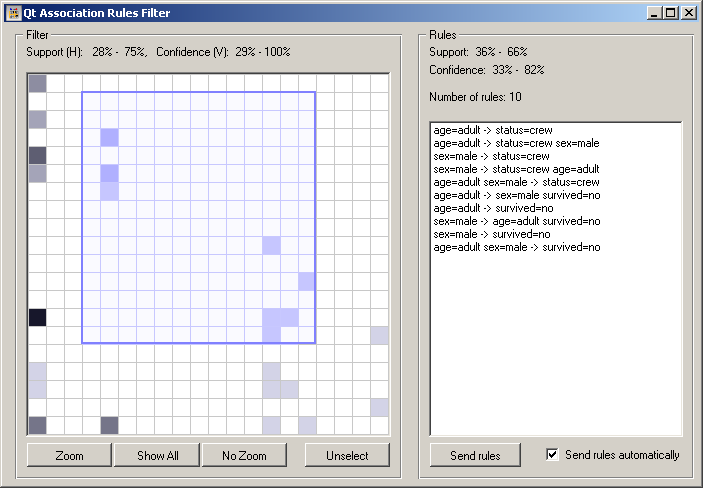 Qt Association Rules Filter
Filter
Support (H): 28% - 75%, Confidence (V): 29% - 100%
Zoom
Show All
No Zoom
Unselect
Rules
Support: 36% - 66%
Confidence: 33% - 82%
Number of rules: 10
age=adult -> status=crew
age=adult -> status=crew sex=male
sex=male -> status=crew
sex=male -> status=crew age=adult
age=adult sex=male -> status=crew
age=adult -> sex=male survived=no
age=adult -> survived=no
sex=male -> age=adult survived=no
sex=male -> survived=no
age=adult sex=male -> survived=no
Send rules
Send rules automatically